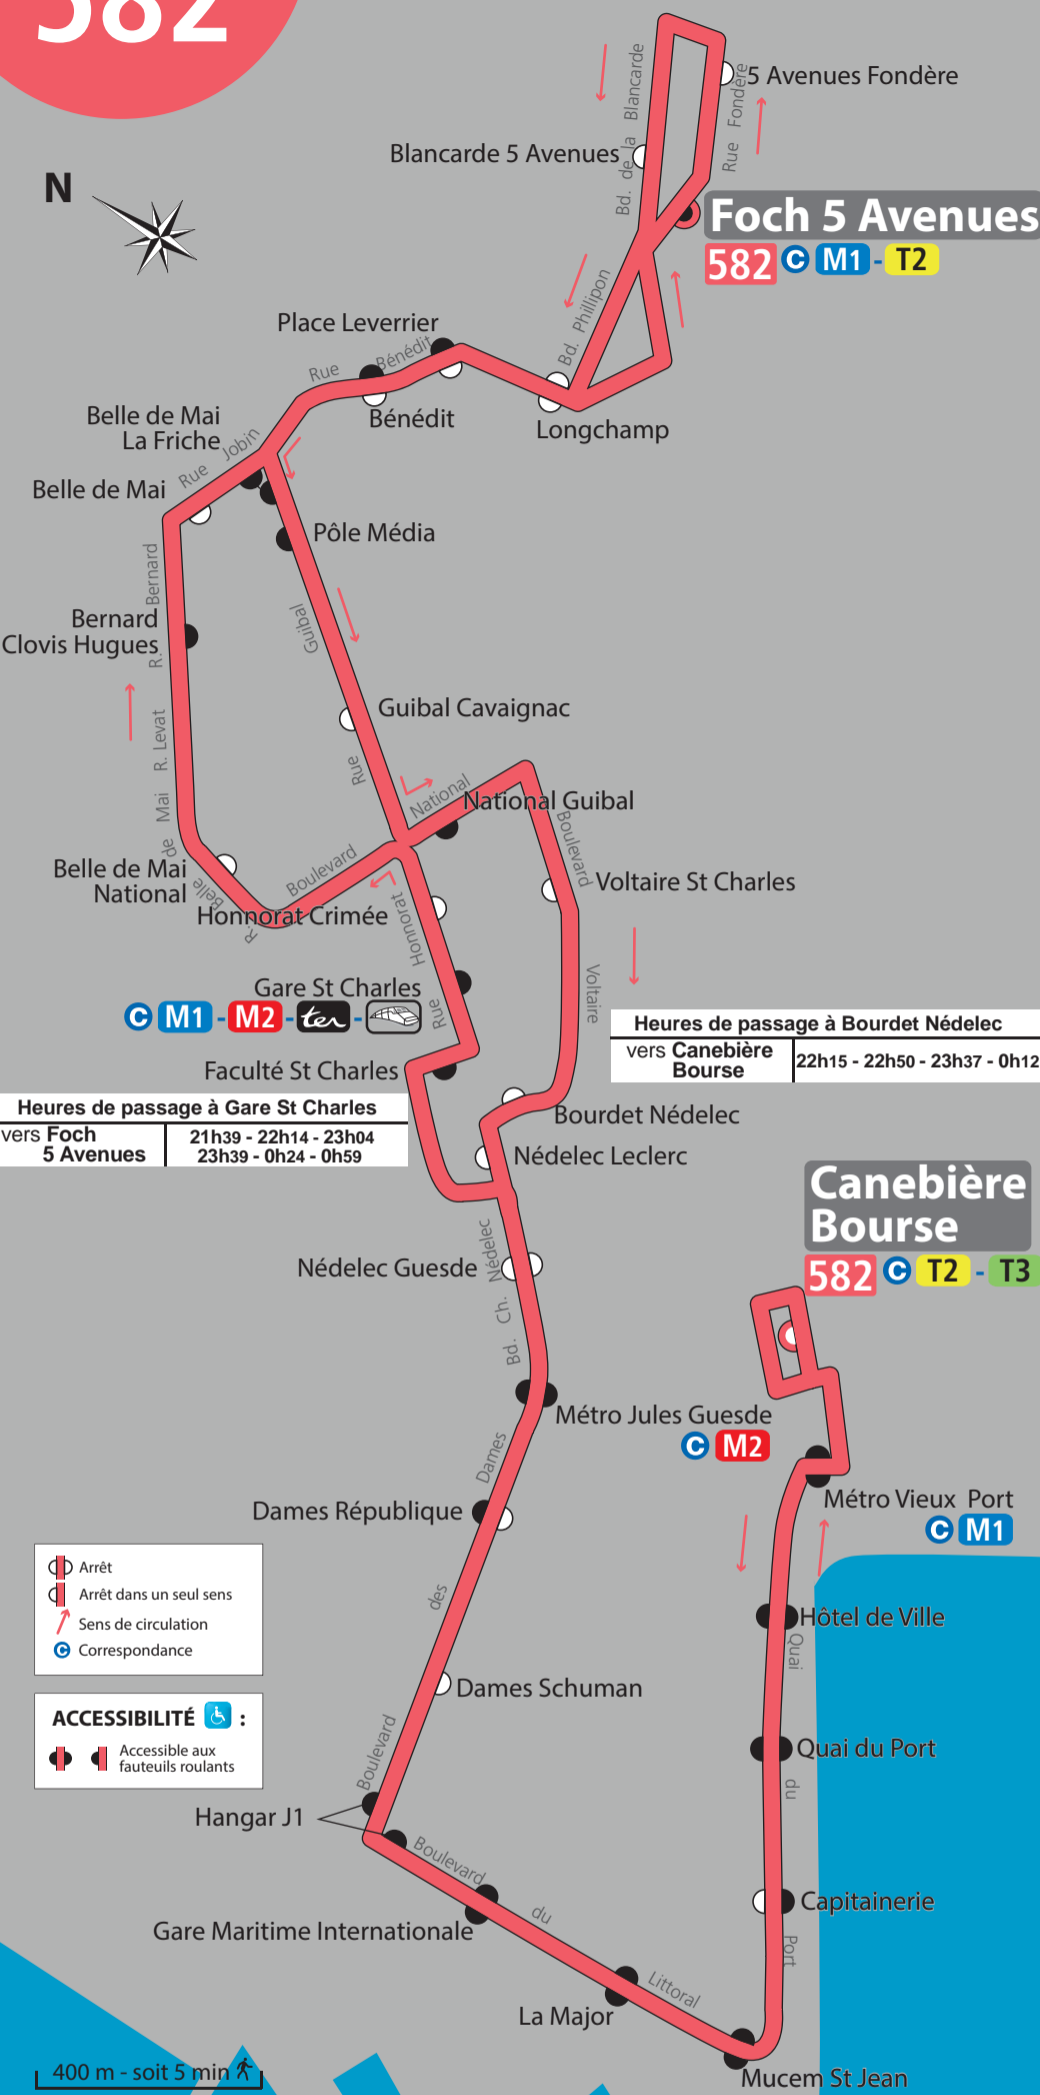 582
5 Avenues Fondère
Bd. de la Blancarde
Rue Fondère
Blancarde 5 Avenues
N
Foch 5 Avenues
582 C M1 - T2
Bd. Phillipon
Place Leverrier
Rue Bénédit
Bénédit
Longchamp
Belle de Mai
La Friche
Rue Jobin
Belle de Mai
Pôle Média
R. Bernard
Bernard
Clovis Hugues
Rue Guibal
R. Levat
Guibal Cavaignac
Boulevard National
National Guibal
Boulevard Voltaire
Voltaire St Charles
R. Belle de Mai
Belle de Mai
National
Honnorat Crimée
Rue Honnorat
Gare St Charles
C M1 - M2 - ter -
Faculté St Charles
Heures de passage à Bourdet Nédelec
vers Canebière
Bourse
22h15 - 22h50 - 23h37 - 0h12
Heures de passage à Gare St Charles
vers Foch
5 Avenues
21h39 - 22h14 - 23h04
23h39 - 0h24 - 0h59
Bourdet Nédelec
Nédelec Leclerc
Canebière
Bourse
582 C T2 - T3
Bd. Ch. Nédelec
Nédelec Guesde
Métro Jules Guesde
C M2
Boulevard des Dames
Dames République
Métro Vieux Port
C M1
Arrêt
Arrêt dans un seul sens
Sens de circulation
C Correspondance
Hôtel de Ville
Quai du Port
Dames Schuman
ACCESSIBILITÉ :
Accessible aux
fauteuils roulants
Quai du Port
Hangar J1
Boulevard du Littoral
Capitainerie
Gare Maritime Internationale
La Major
400 m - soit 5 min
Mucem St Jean